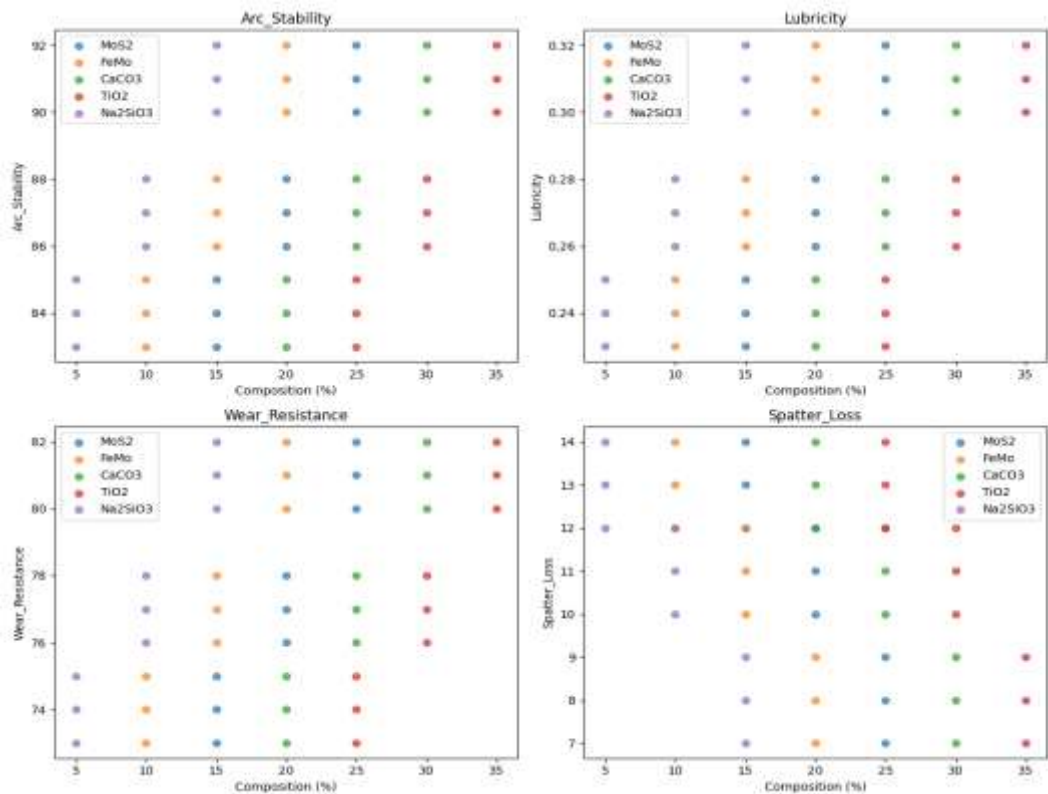 Arc_Stability
92
90
88
86
84
Arc_Stability
MoS2
FeMo
CaCO3
TiO2
Na2SiO3
5 10 15 20 25 30 35
Composition (%)
Lubricity
0.32
0.30
0.28
0.26
0.24
Lubricity
MoS2
FeMo
CaCO3
TiO2
Na2SiO3
5 10 15 20 25 30 35
Composition (%)
Wear_Resistance
82
80
78
76
74
Wear_Resistance
MoS2
FeMo
CaCO3
TiO2
Na2SiO3
5 10 15 20 25 30 35
Composition (%)
Spatter_Loss
14
13
12
11
10
9
8
7
Spatter_Loss
MoS2
FeMo
CaCO3
TiO2
Na2SiO3
5 10 15 20 25 30 35
Composition (%)